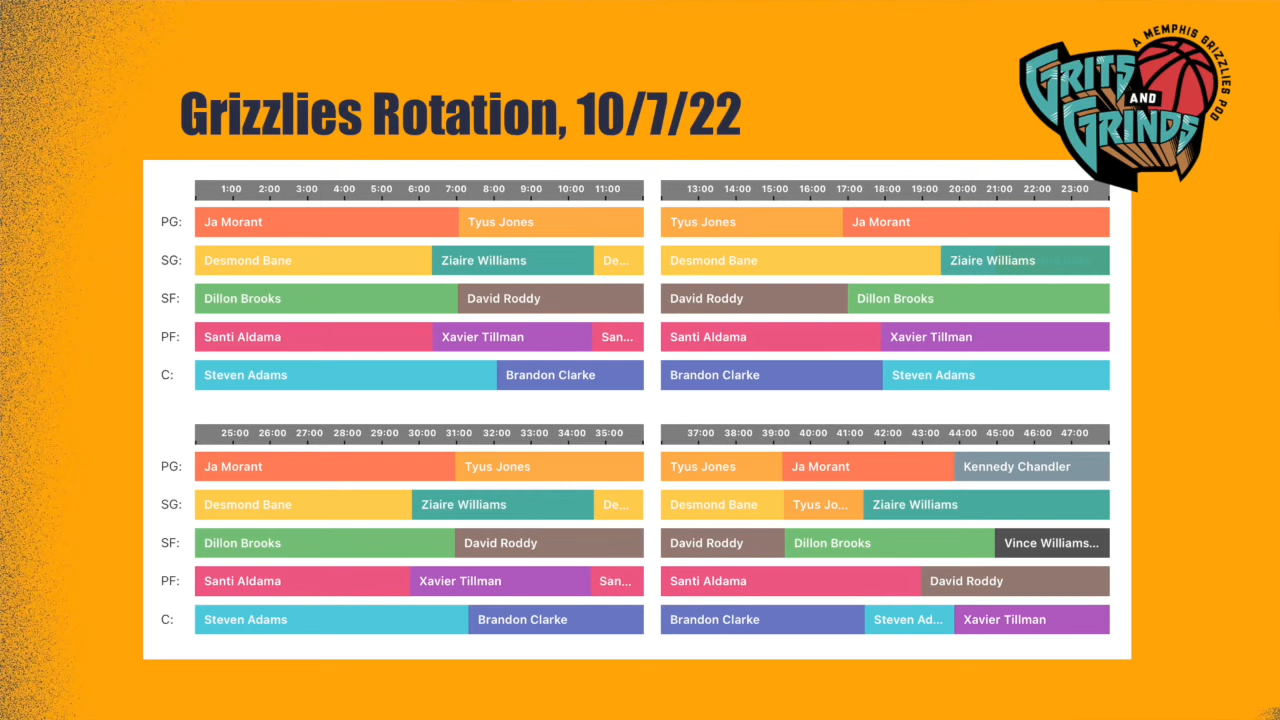 A MEMPHIS GRIZZLIES POD
GRITS
AND
GRINDS
Grizzlies Rotation, 10/7/22
1:00 2:00 3:00 4:00 5:00 6:00 7:00 8:00 9:00 10:00 11:00 13:00 14:00 15:00 16:00 17:00 18:00 19:00 20:00 21:00 22:00 23:00
PG: Ja Morant Tyus Jones Tyus Jones Ja Morant
SG: Desmond Bane Ziaire Williams De... Desmond Bane Ziaire Williams
SF: Dillon Brooks David Roddy David Roddy Dillon Brooks
PF: Santi Aldama Xavier Tillman San... Santi Aldama Xavier Tillman
C: Steven Adams Brandon Clarke Brandon Clarke Steven Adams
25:00 26:00 27:00 28:00 29:00 30:00 31:00 32:00 33:00 34:00 35:00 37:00 38:00 39:00 40:00 41:00 42:00 43:00 44:00 45:00 46:00 47:00
PG: Ja Morant Tyus Jones Tyus Jones Ja Morant Kennedy Chandler
SG: Desmond Bane Ziaire Williams De... Desmond Bane Tyus Jo... Ziaire Williams
SF: Dillon Brooks David Roddy David Roddy Dillon Brooks Vince Williams...
PF: Santi Aldama Xavier Tillman San... Santi Aldama David Roddy
C: Steven Adams Brandon Clarke Brandon Clarke Steven Ad... Xavier Tillman